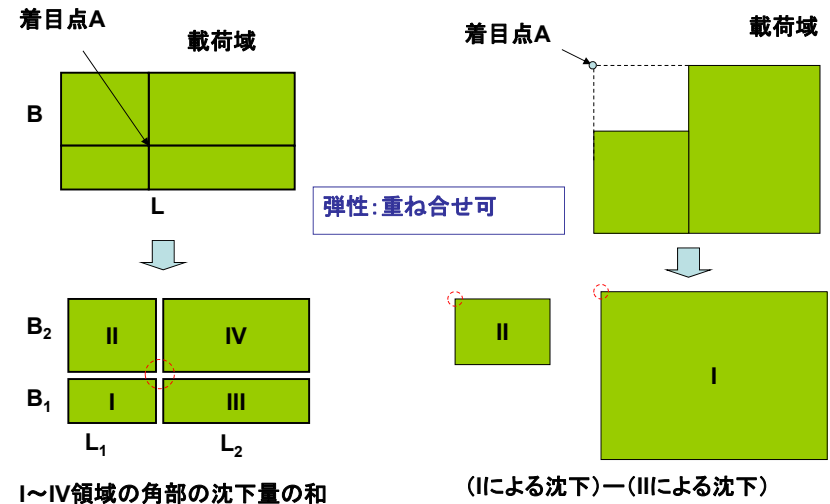 着目点A
載荷域
B
L
弾性：重ね合せ可
B₂
II
IV
B₁
I
III
L₁
L₂
I～IV領域の角部の沈下量の和
着目点A
載荷域
II
I
(Iによる沈下)ー(IIによる沈下)